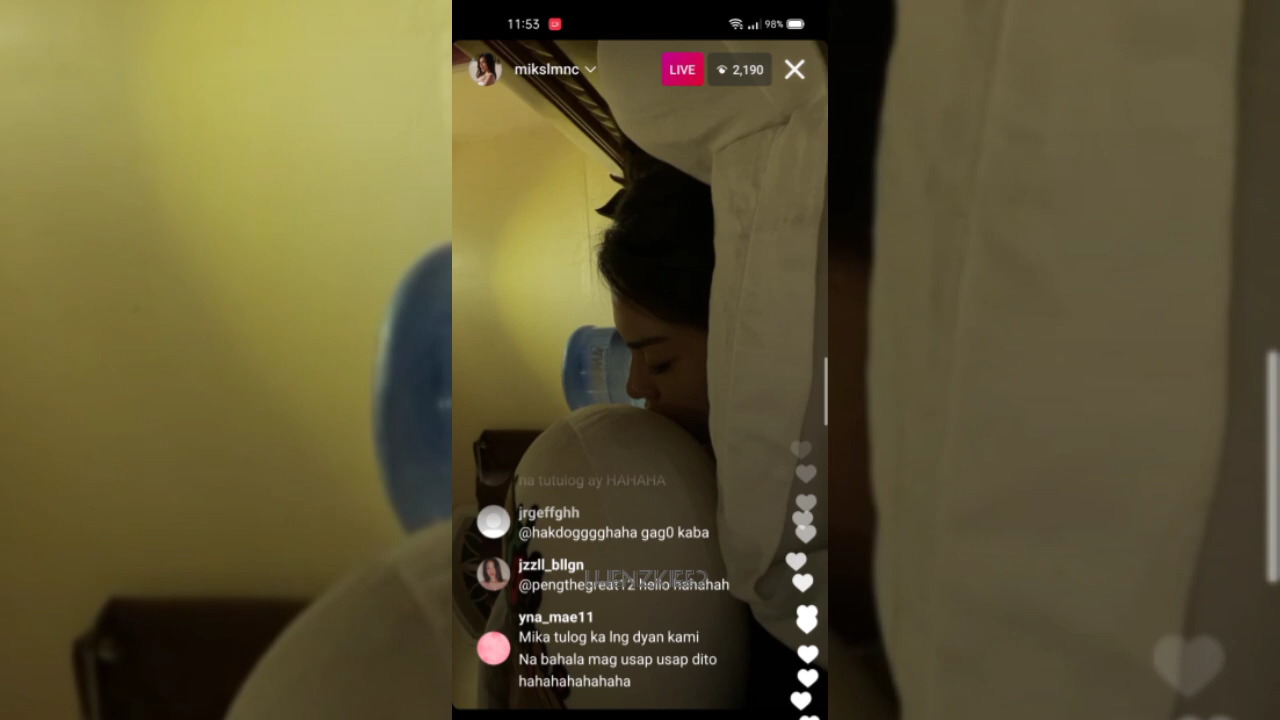 11:53
98%
mikslmnc
LIVE
2,190
na tutulog ay HAHAHA
jrgeffghh
@hakdogggghaha gag0 kaba
jzzll_bllgn
@pengthegreat12 hello hahahah
yna_mae11
Mika tulog ka lng dyan kami
Na bahala mag usap usap dito
hahahahahahaha